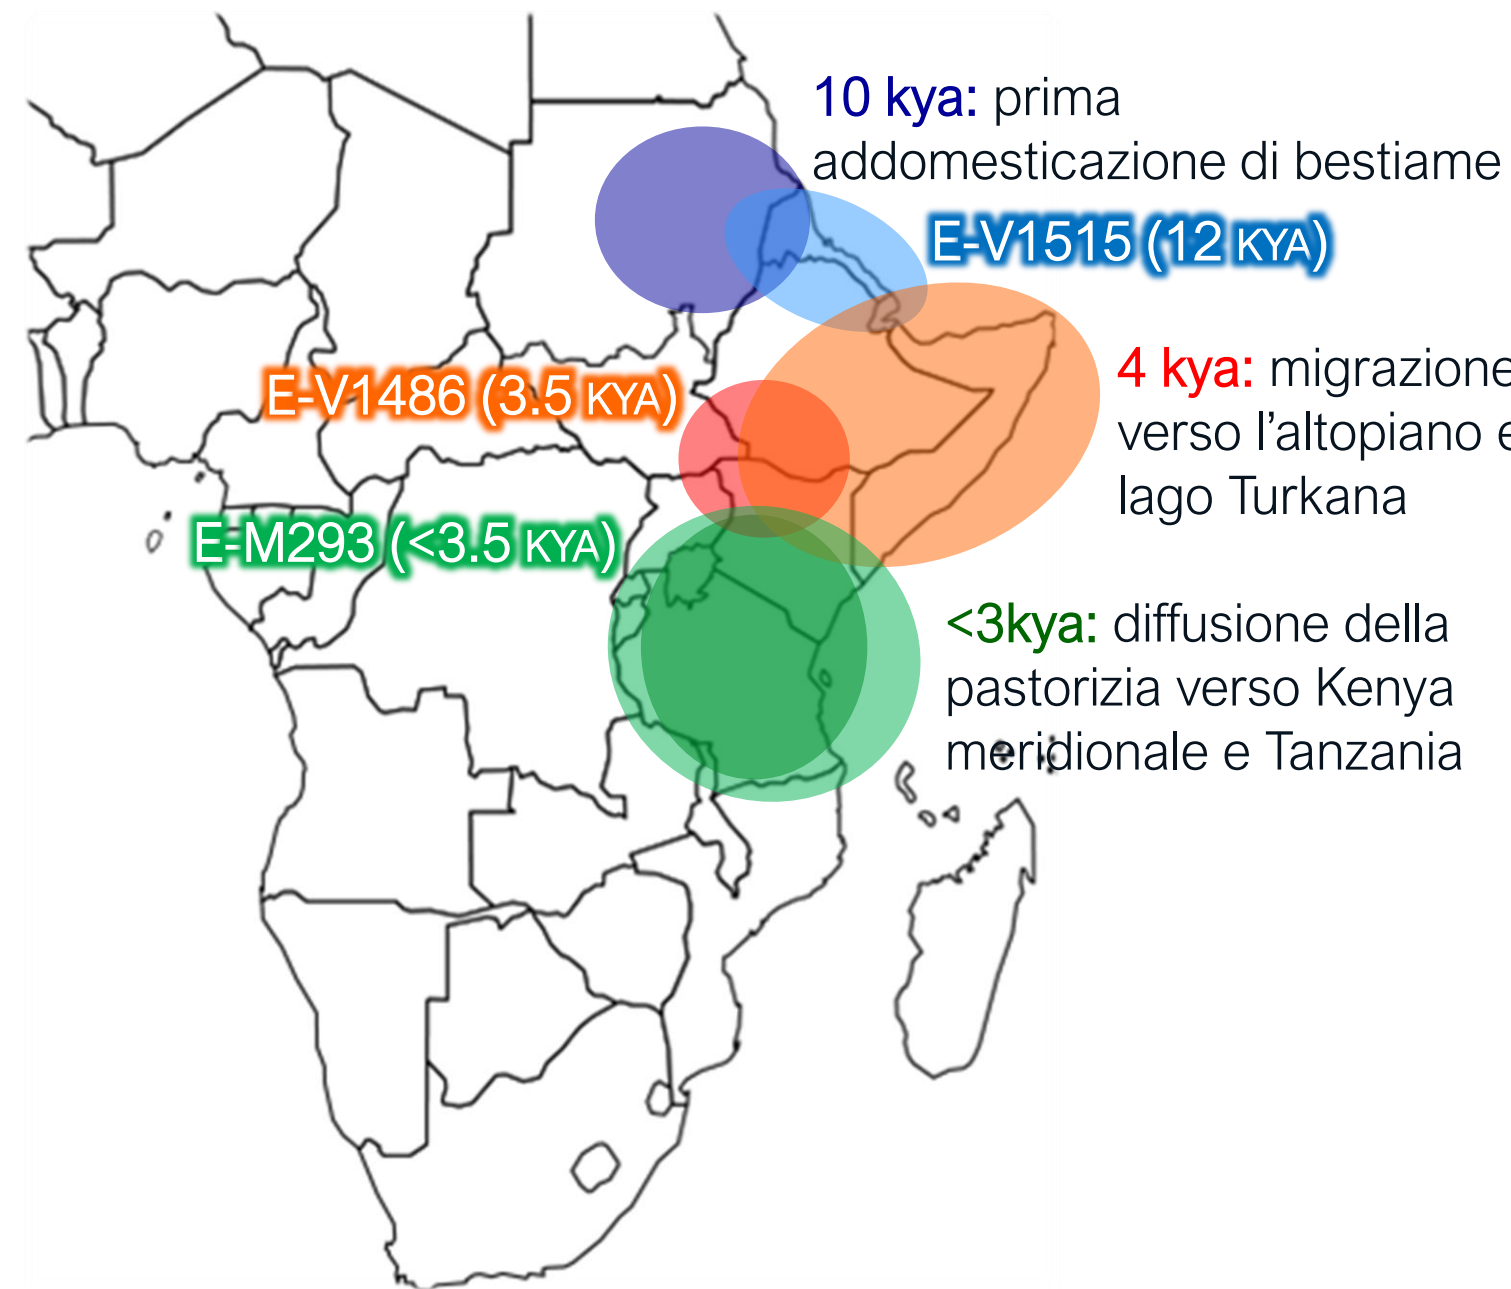 10 kya: prima
addomesticazione di bestiame
E-V1515 (12 KYA)
4 kya: migrazione
verso l'altopiano e
lago Turkana
E-V1486 (3.5 KYA)
E-M293 (<3.5 KYA)
<3kya: diffusione della
pastorizia verso Kenya
meridionale e Tanzania